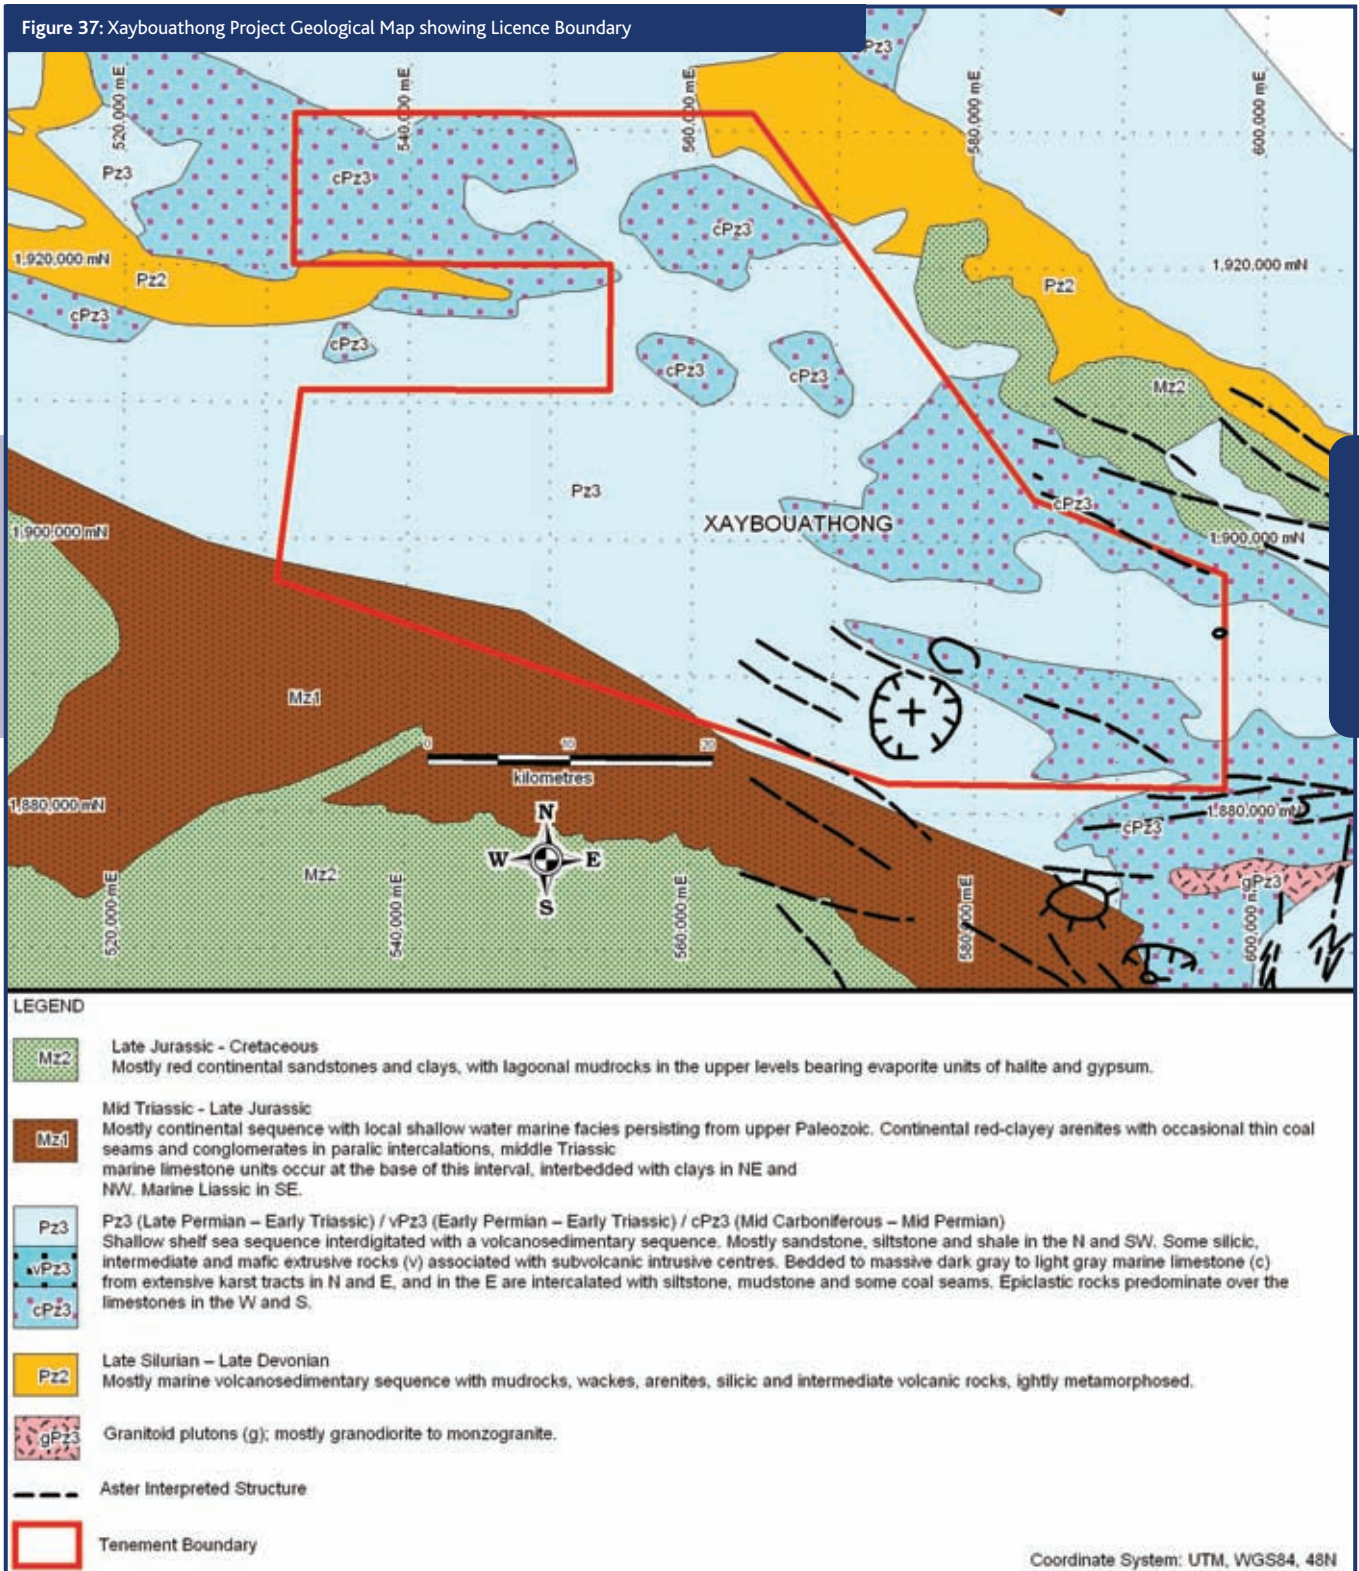 Figure 37: Xaybouathong Project Geological Map showing Licence Boundary
Pz3
520,000 mE
540,000 mE
560,000 mE
580,000 mE
600,000 mE
Pz3
cPz3
cPz3
1,920,000 mN
1,920,000 mN
Pz2
Pz2
cPz3
cPz3
cPz3
cPz3
Mz2
Pz3
cPz3
XAYBOUATHONG
1,900,000 mN
1,900,000 mN
Mz1
0 10 20
kilometres
1,880,000 mN
1,880,000 mN
cPz3
N
W E
S
Mz2
gPz3
520,000 mE
540,000 mE
560,000 mE
580,000 mE
600,000 m
LEGEND
Mz2
Late Jurassic - Cretaceous
Mostly red continental sandstones and clays, with lagoonal mudrocks in the upper levels bearing evaporite units of halite and gypsum.
Mz1
Mid Triassic - Late Jurassic
Mostly continental sequence with local shallow water marine facies persisting from upper Paleozoic. Continental red-clayey arenites with occasional thin coal
seams and conglomerates in paralic intercalations, middle Triassic
marine limestone units occur at the base of this interval, interbedded with clays in NE and
NW. Marine Liassic in SE.
Pz3
vPz3
cPz3
Pz3 (Late Permian – Early Triassic) / vPz3 (Early Permian – Early Triassic) / cPz3 (Mid Carboniferous – Mid Permian)
Shallow shelf sea sequence interdigitated with a volcanosedimentary sequence. Mostly sandstone, siltstone and shale in the N and SW. Some silicic,
intermediate and mafic extrusive rocks (v) associated with subvolcanic intrusive centres. Bedded to massive dark gray to light gray marine limestone (c)
from extensive karst tracts in N and E, and in the E are intercalated with siltstone, mudstone and some coal seams. Epiclastic rocks predominate over the
limestones in the W and S.
Pz2
Late Silurian – Late Devonian
Mostly marine volcanosedimentary sequence with mudrocks, wackes, arenites, silicic and intermediate volcanic rocks, ightly metamorphosed.
gPz3
Granitoid plutons (g); mostly granodiorite to monzogranite.
Aster Interpreted Structure
Tenement Boundary
Coordinate System: UTM, WGS84, 48N